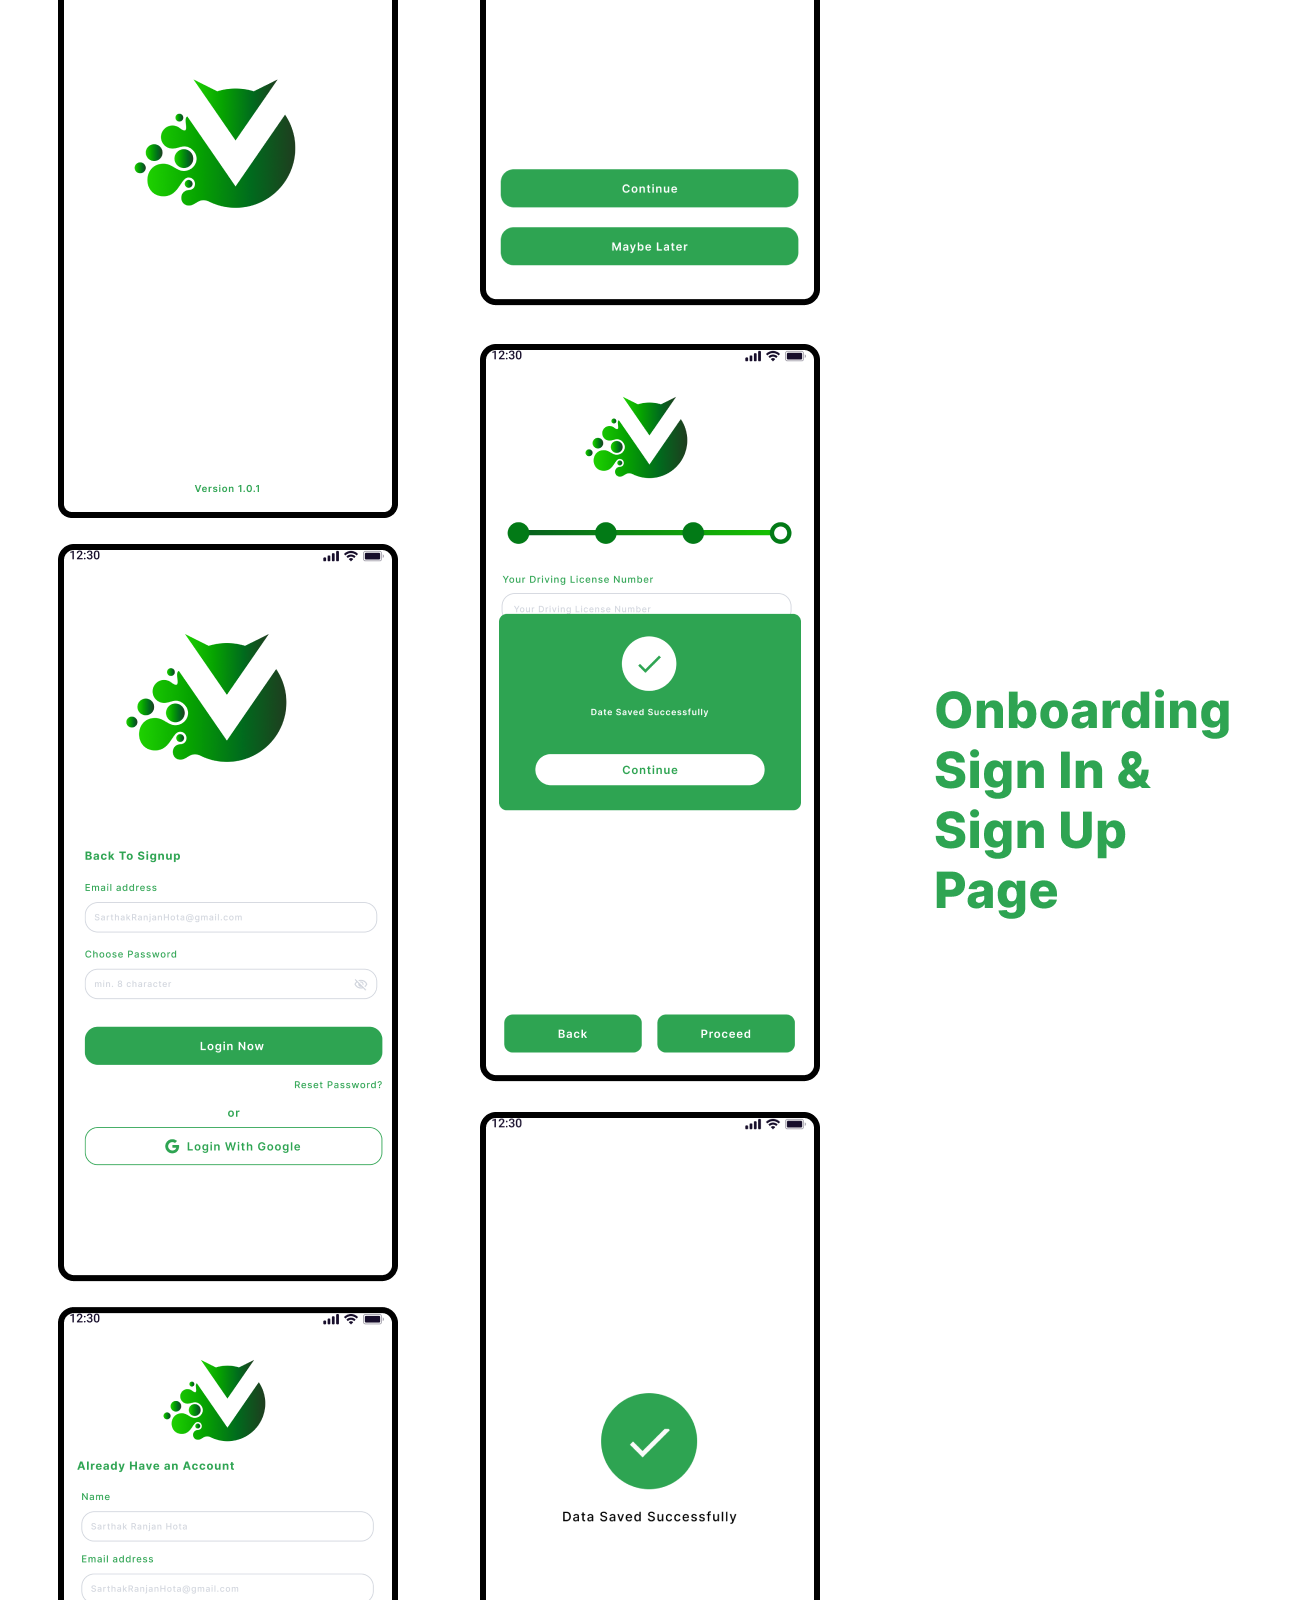 Version 1.0.1
12:30
Back To Signup
Email address
SarthakRanjanHota@gmail.com
Choose Password
min. 8 character
Login Now
Reset Password?
or
Login With Google
12:30
Already Have an Account
Name
Sarthak Ranjan Hota
Email address
SarthakRanjanHota@gmail.com
Continue
Maybe Later
12:30
Your Driving License Number
Your Driving License Number
Date Saved Successfully
Continue
Back
Proceed
12:30
Data Saved Successfully
Onboarding
Sign In &
Sign Up
Page